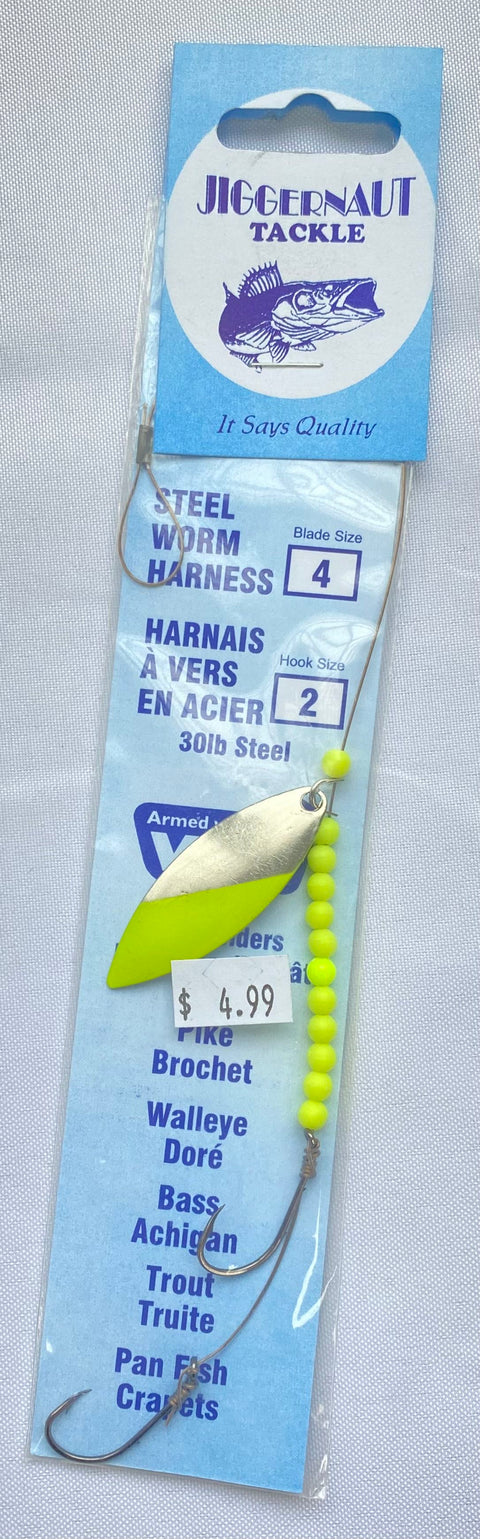 JIGGERNAUT
TACKLE
It Says Quality
STEEL
WORM
HARNESS
Blade Size
4
HARNAIS
À VERS
EN ACIER
Hook Size
2
30lb Steel
Armed
$ 4.99
Pike
Brochet
Walleye
Doré
Bass
Achigan
Trout
Truite
Pan Fish
Crapets